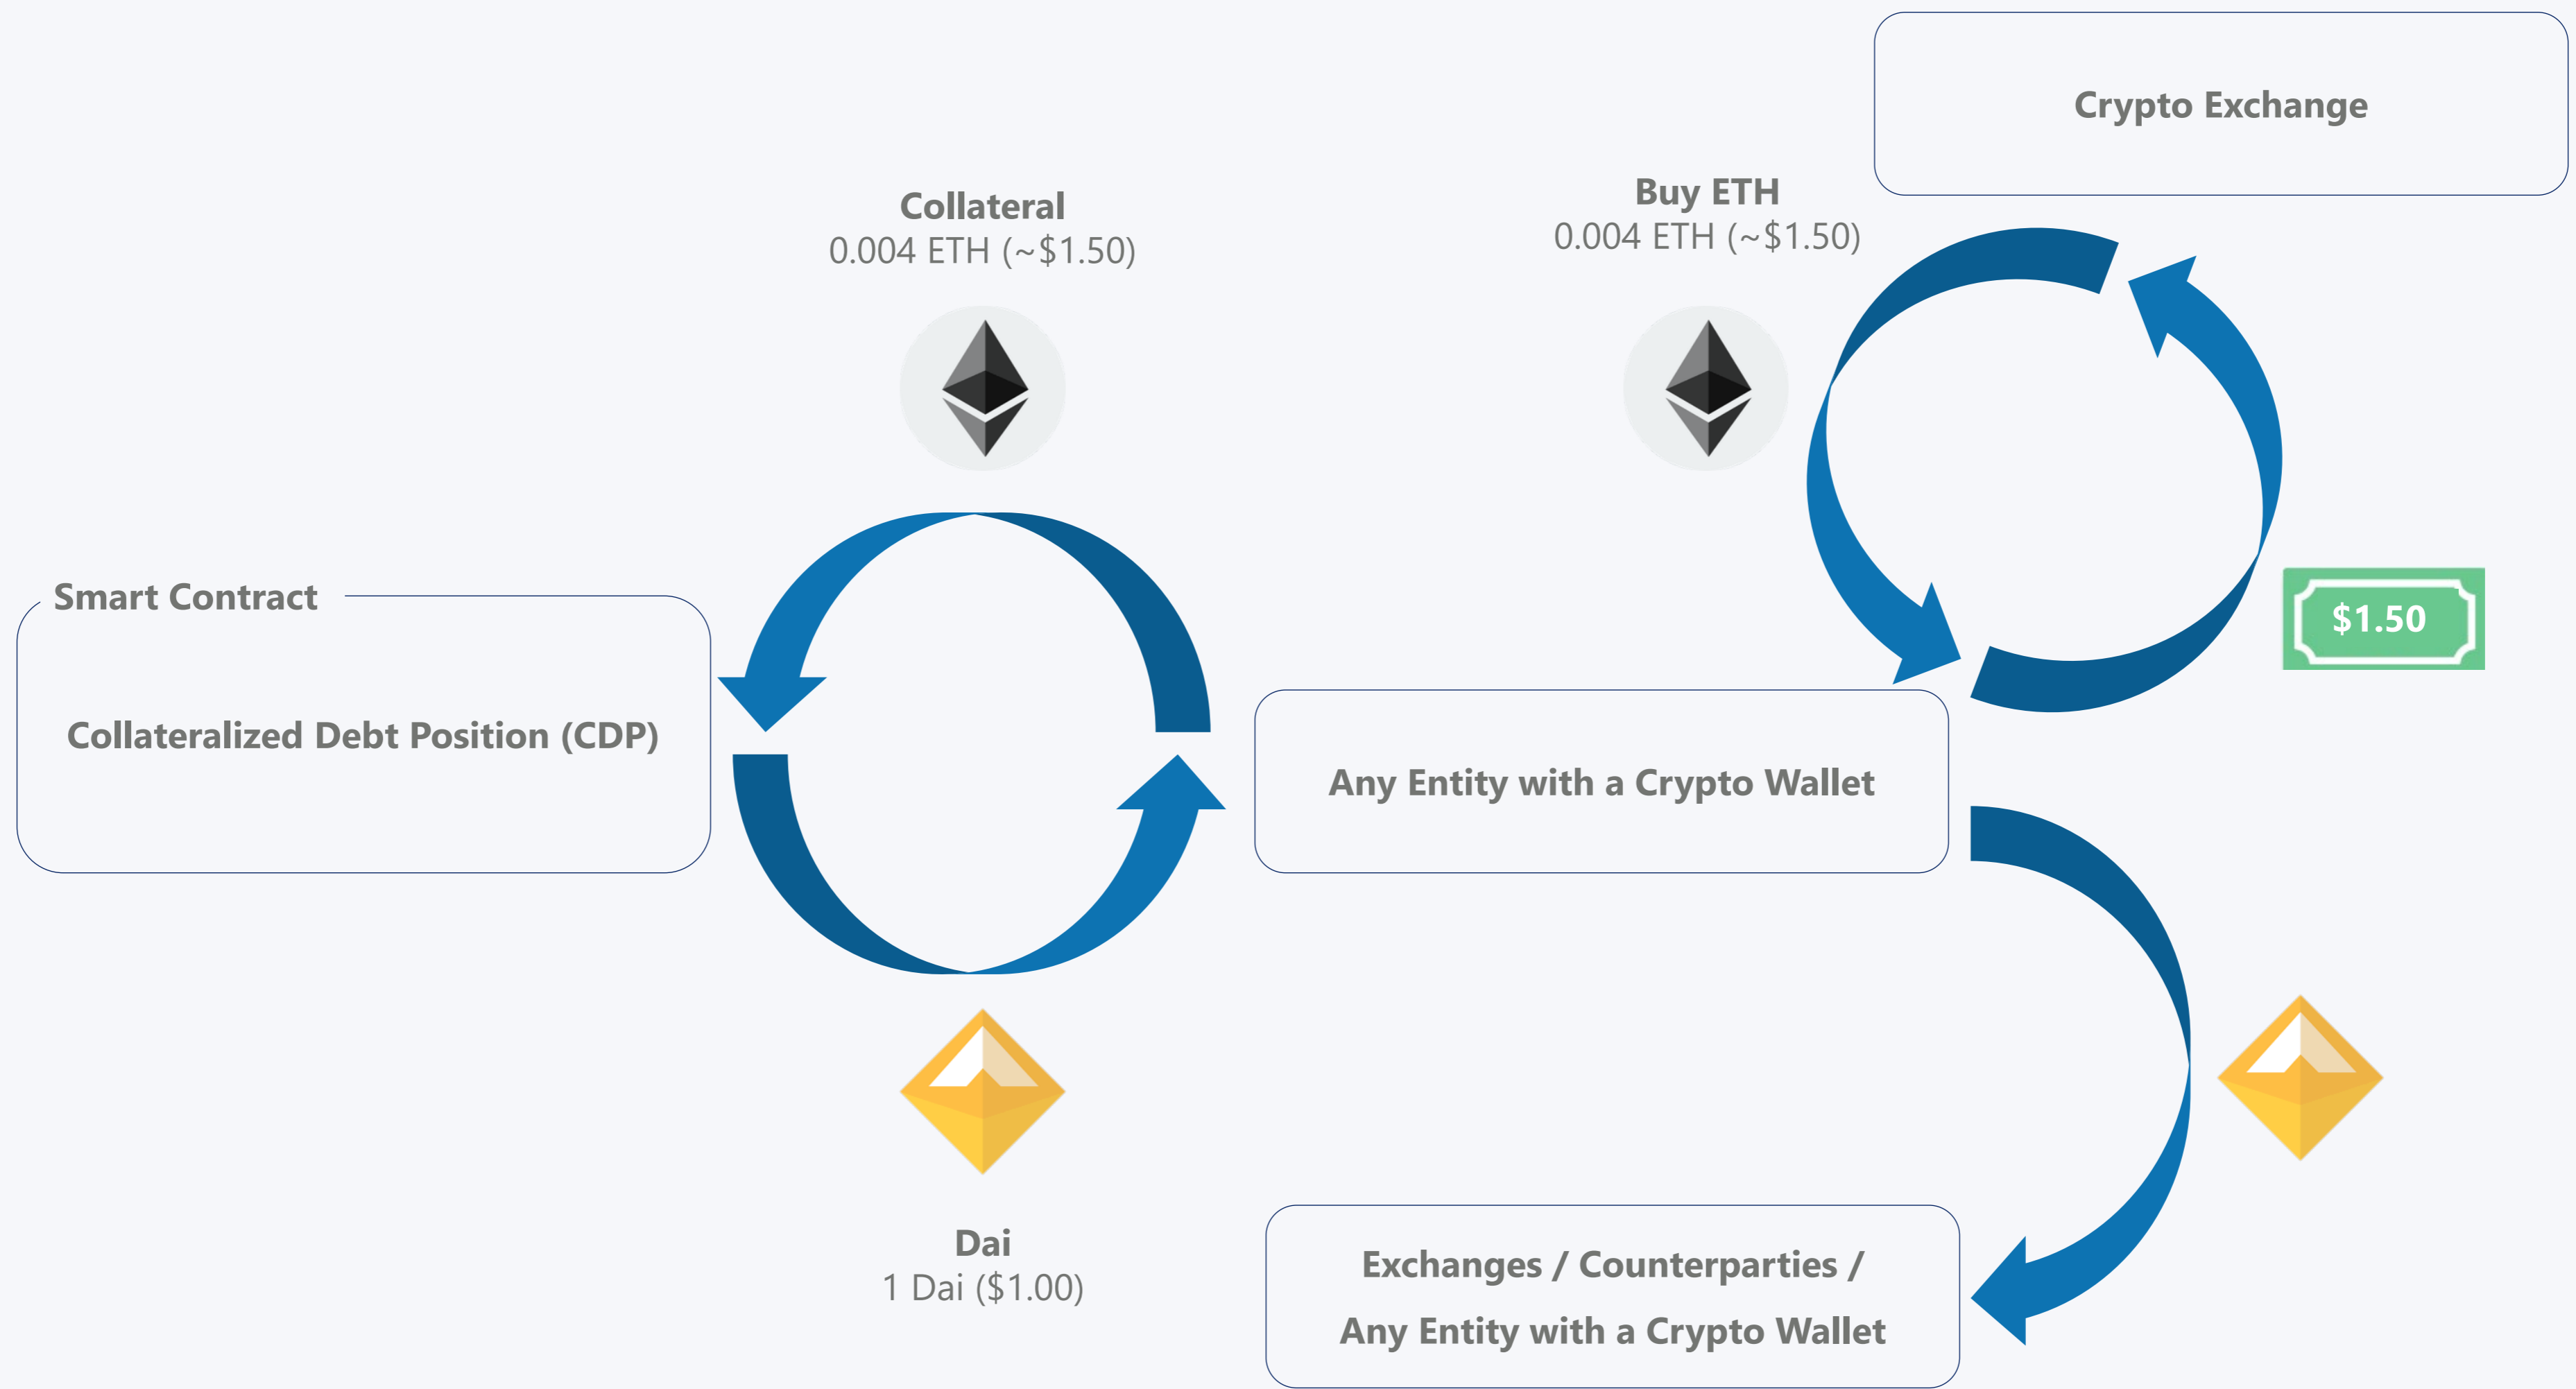 Crypto Exchange
Buy ETH
0.004 ETH (~$1.50)
Collateral
0.004 ETH (~$1.50)
$1.50
Smart Contract
Collateralized Debt Position (CDP)
Any Entity with a Crypto Wallet
Dai
1 Dai ($1.00)
Exchanges / Counterparties /
Any Entity with a Crypto Wallet